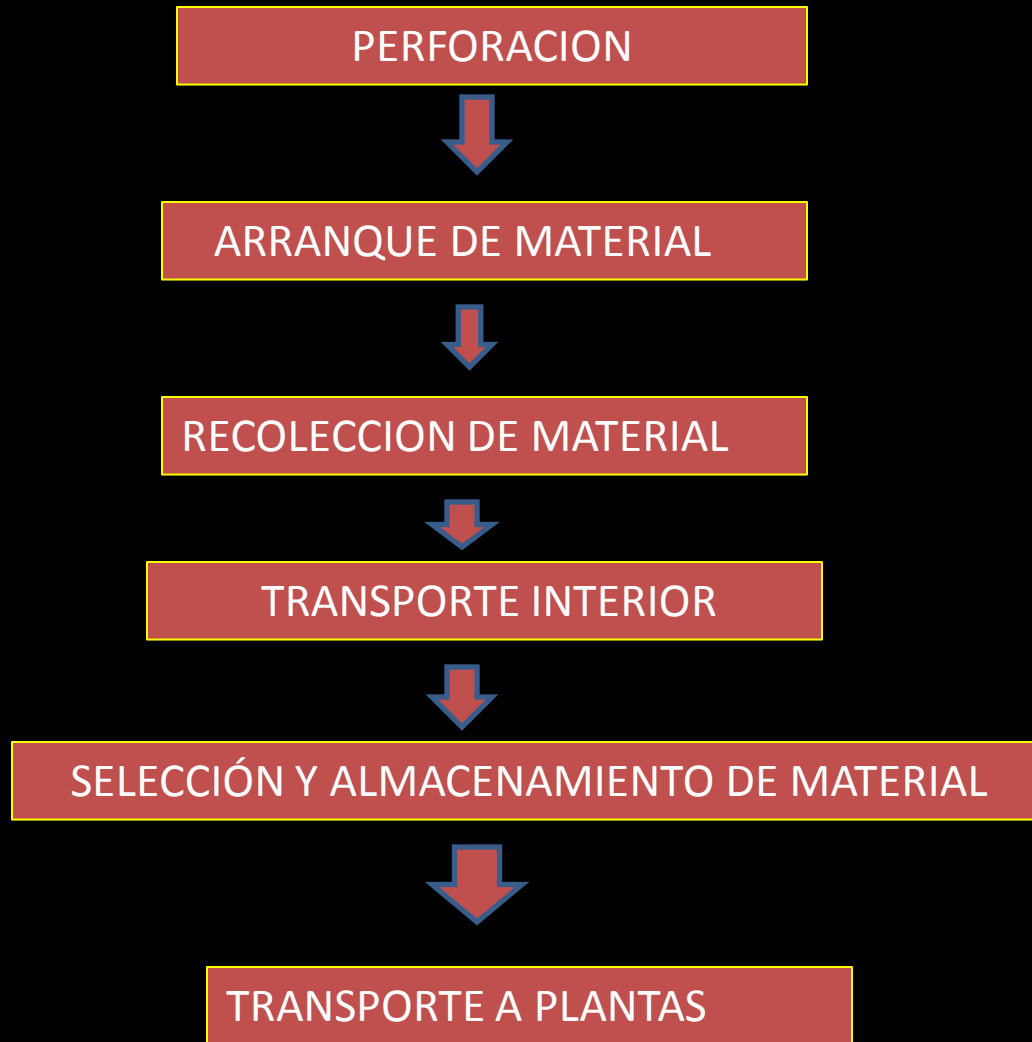 PERFORACION
ARRANQUE DE MATERIAL
RECOLECCION DE MATERIAL
TRANSPORTE INTERIOR
SELECCIÓN Y ALMACENAMIENTO DE MATERIAL
TRANSPORTE A PLANTAS